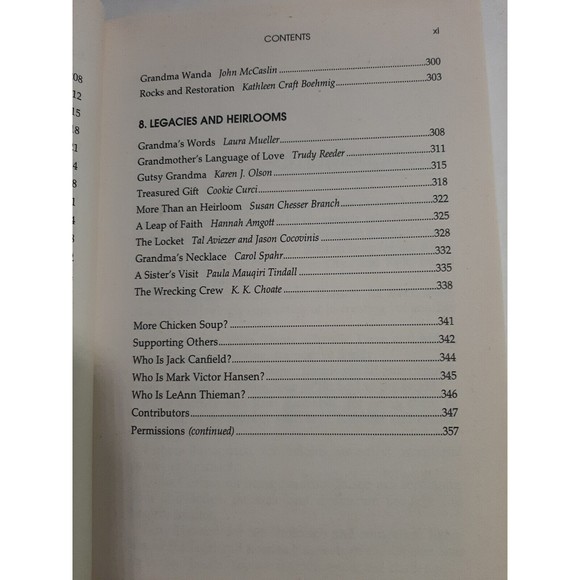 CONTENTS xi
Grandma Wanda John McCaslin 300
Rocks and Restoration Kathleen Craft Boehmig 303
8. LEGACIES AND HEIRLOOMS
Grandma's Words Laura Mueller 308
Grandmother's Language of Love Trudy Reeder 311
Gutsy Grandma Karen J. Olson 315
Treasured Gift Cookie Curci 318
More Than an Heirloom Susan Chesser Branch 322
A Leap of Faith Hannah Amgott 325
The Locket Tal Aviezer and Jason Cocovinis 328
Grandma's Necklace Carol Spahr 332
A Sister's Visit Paula Mauqiri Tindall 335
The Wrecking Crew K. K. Choate 338
More Chicken Soup? 341
Supporting Others 342
Who Is Jack Canfield? 344
Who Is Mark Victor Hansen? 345
Who Is LeAnn Thieman? 346
Contributors 347
Permissions (continued) 357